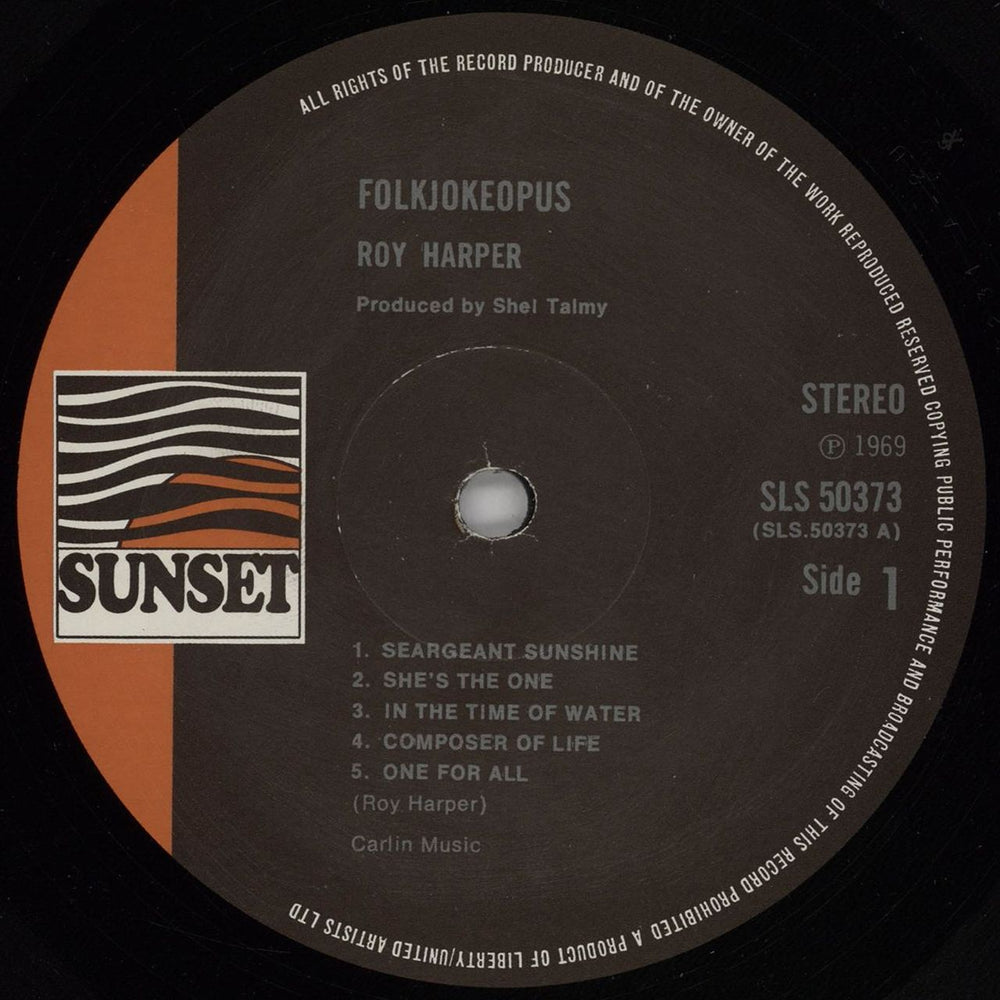 ALL RIGHTS OF THE RECORD PRODUCER AND OF THE OWNER OF THE WORK REPRODUCED RESERVED COPYING PUBLIC PERFORMANCE AND BROADCASTING OF THIS RECORD PROHIBITED A PRODUCT OF LIBERTY/UNITED ARTISTS LTD
FOLKJOKEOPUS
ROY HARPER
Produced by Shel Talmy
STEREO
Ⓟ 1969
SLS 50373
(SLS.50373 A)
Side 1
SUNSET
1. SEARGEANT SUNSHINE
2. SHE'S THE ONE
3. IN THE TIME OF WATER
4. COMPOSER OF LIFE
5. ONE FOR ALL
(Roy Harper)
Carlin Music